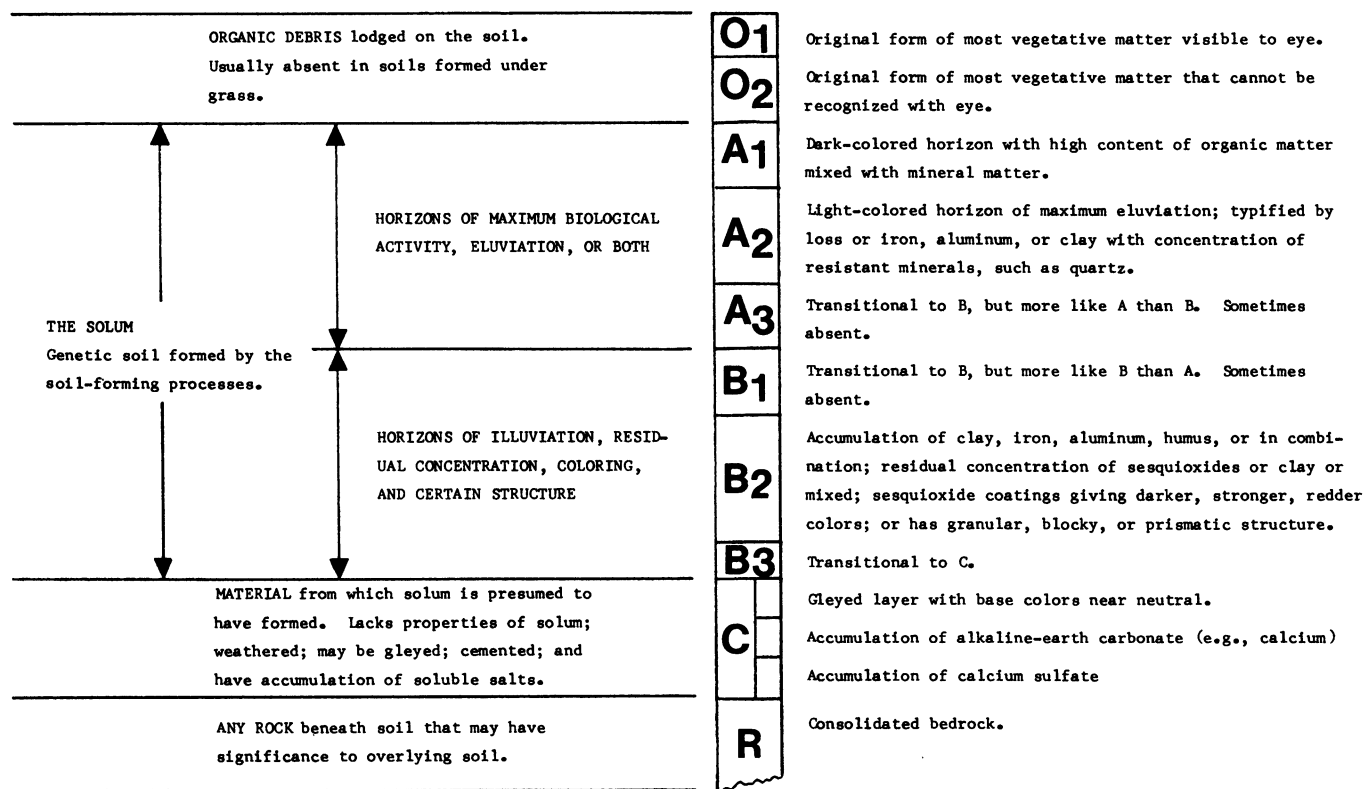 ORGANIC DEBRIS lodged on the soil.
Usually absent in soils formed under
grass.
O1
Original form of most vegetative matter visible to eye.
O2
Original form of most vegetative matter that cannot be
recognized with eye.
A1
Dark-colored horizon with high content of organic matter
mixed with mineral matter.
HORIZONS OF MAXIMUM BIOLOGICAL
ACTIVITY, ELUVIATION, OR BOTH
A2
Light-colored horizon of maximum eluviation; typified by
loss or iron, aluminum, or clay with concentration of
resistant minerals, such as quartz.
A3
Transitional to B, but more like A than B. Sometimes
absent.
THE SOLUM
Genetic soil formed by the
soil-forming processes.
B1
Transitional to B, but more like B than A. Sometimes
absent.
HORIZONS OF ILLUVIATION, RESID-
UAL CONCENTRATION, COLORING,
AND CERTAIN STRUCTURE
B2
Accumulation of clay, iron, aluminum, humus, or in combi-
nation; residual concentration of sesquioxides or clay or
mixed; sesquioxide coatings giving darker, stronger, redder
colors; or has granular, blocky, or prismatic structure.
B3
Transitional to C.
MATERIAL from which solum is presumed to
have formed. Lacks properties of solum;
weathered; may be gleyed; cemented; and
have accumulation of soluble salts.
C
Gleyed layer with base colors near neutral.
Accumulation of alkaline-earth carbonate (e.g., calcium)
Accumulation of calcium sulfate
ANY ROCK beneath soil that may have
significance to overlying soil.
R
Consolidated bedrock.